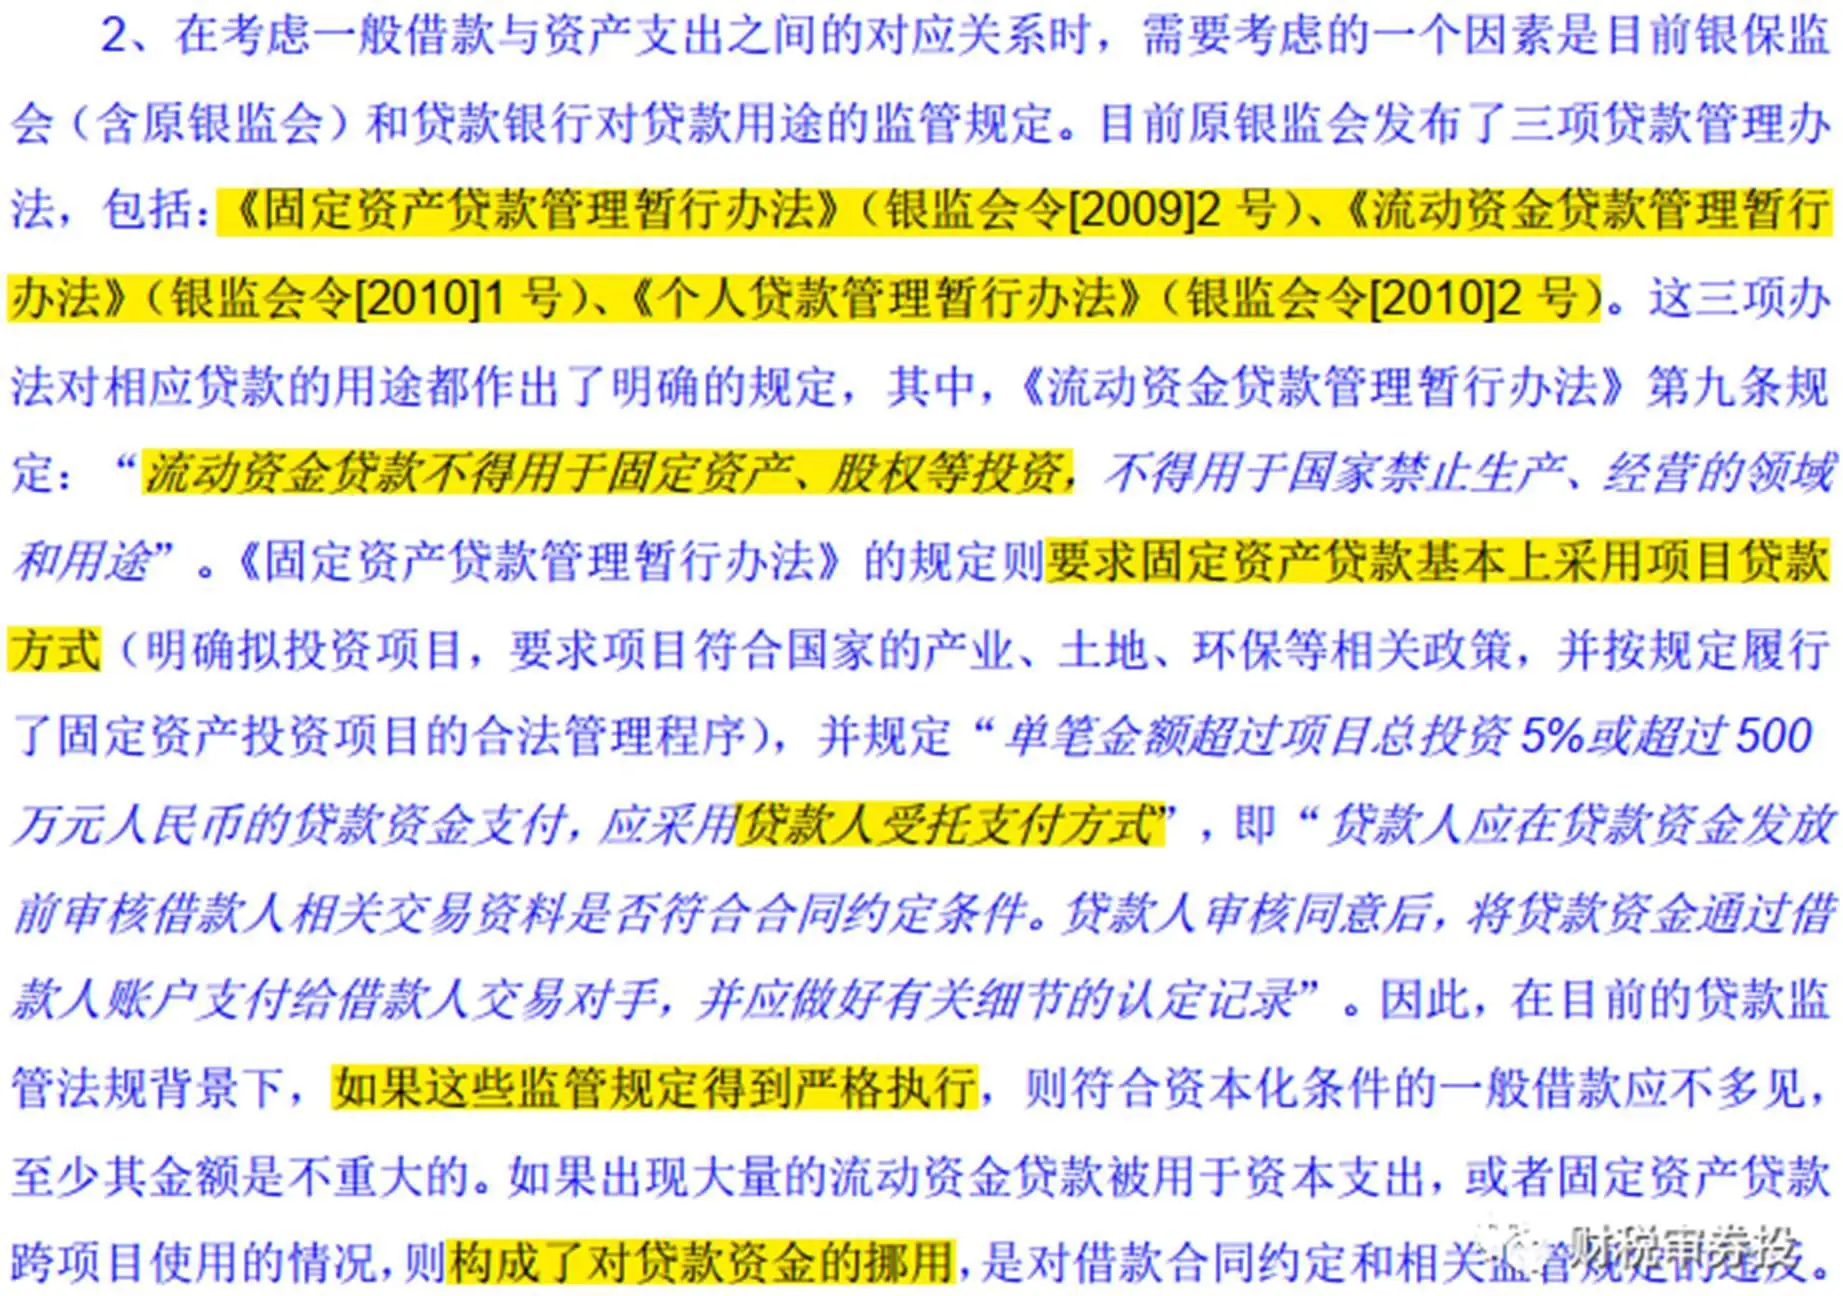 2、在考虑一般借款与资产支出之间的对应关系时，需要考虑的一个因素是目前银保监
会（含原银监会）和贷款银行对贷款用途的监管规定。目前原银监会发布了三项贷款管理办
法，包括：《固定资产贷款管理暂行办法》（银监会令[2009]2 号）、《流动资金贷款管理暂行
办法》（银监会令[2010]1 号）、《个人贷款管理暂行办法》（银监会令[2010]2 号）。这三项办
法对相应贷款的用途都作出了明确的规定，其中，《流动资金贷款管理暂行办法》第九条规
定：“流动资金贷款不得用于固定资产、股权等投资，不得用于国家禁止生产、经营的领域
和用途”。《固定资产贷款管理暂行办法》的规定则要求固定资产贷款基本上采用项目贷款
方式（明确拟投资项目，要求项目符合国家的产业、土地、环保等相关政策，并按规定履行
了固定资产投资项目的合法管理程序），并规定“单笔金额超过项目总投资 5%或超过 500
万元人民币的贷款资金支付，应采用贷款人受托支付方式”，即“贷款人应在贷款资金发放
前审核借款人相关交易资料是否符合合同约定条件。贷款人审核同意后，将贷款资金通过借
款人账户支付给借款人交易对手，并应做好有关细节的认定记录”。因此，在目前的贷款监
管法规背景下，如果这些监管规定得到严格执行，则符合资本化条件的一般借款应不多见，
至少其金额是不重大的。如果出现大量的流动资金贷款被用于资本支出，或者固定资产贷款
跨项目使用的情况，则构成了对贷款资金的挪用，是对借款合同约定和相关监管规定的违反。
财税审券投